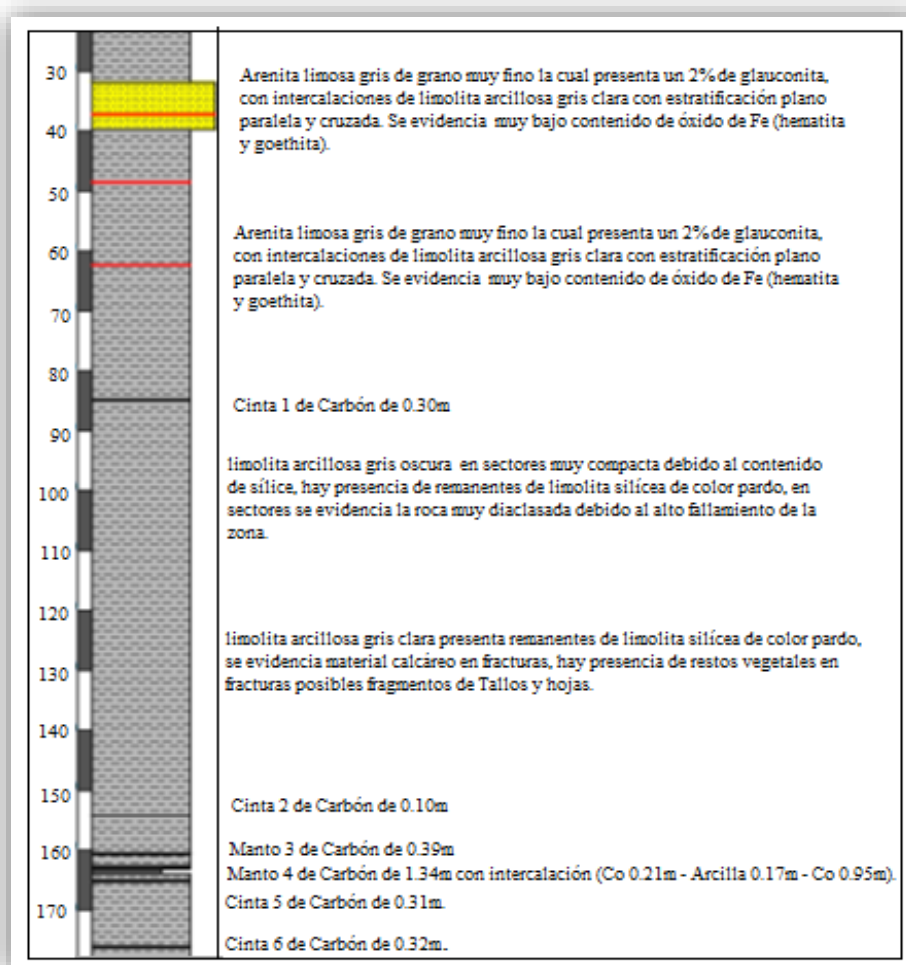 30
Arenita limosa gris de grano muy fino la cual presenta un 2% de glauconita,
con intercalaciones de limolita arcillosa gris clara con estratificación plano
paralela y cruzada. Se evidencia muy bajo contenido de óxido de Fe (hematita
y goethita).
40
50
Arenita limosa gris de grano muy fino la cual presenta un 2% de glauconita,
con intercalaciones de limolita arcillosa gris clara con estratificación plano
paralela y cruzada. Se evidencia muy bajo contenido de óxido de Fe (hematita
y goethita).
60
70
80
Cinta 1 de Carbón de 0.30m
90
limolita arcillosa gris oscura en sectores muy compacta debido al contenido
de sílice, hay presencia de remanentes de limolita silícea de color pardo, en
sectores se evidencia la roca muy diaclasada debido al alto fallamiento de la
zona.
100
110
120
limolita arcillosa gris clara presenta remanentes de limolita silícea de color pardo,
se evidencia material calcáreo en fracturas, hay presencia de restos vegetales en
fracturas posibles fragmentos de Tallos y hojas.
130
140
150
Cinta 2 de Carbón de 0.10m
160
Manto 3 de Carbón de 0.39m
Manto 4 de Carbón de 1.34m con intercalación (Co 0.21m - Arcilla 0.17m - Co 0.95m).
Cinta 5 de Carbón de 0.31m.
170
Cinta 6 de Carbón de 0.32m.